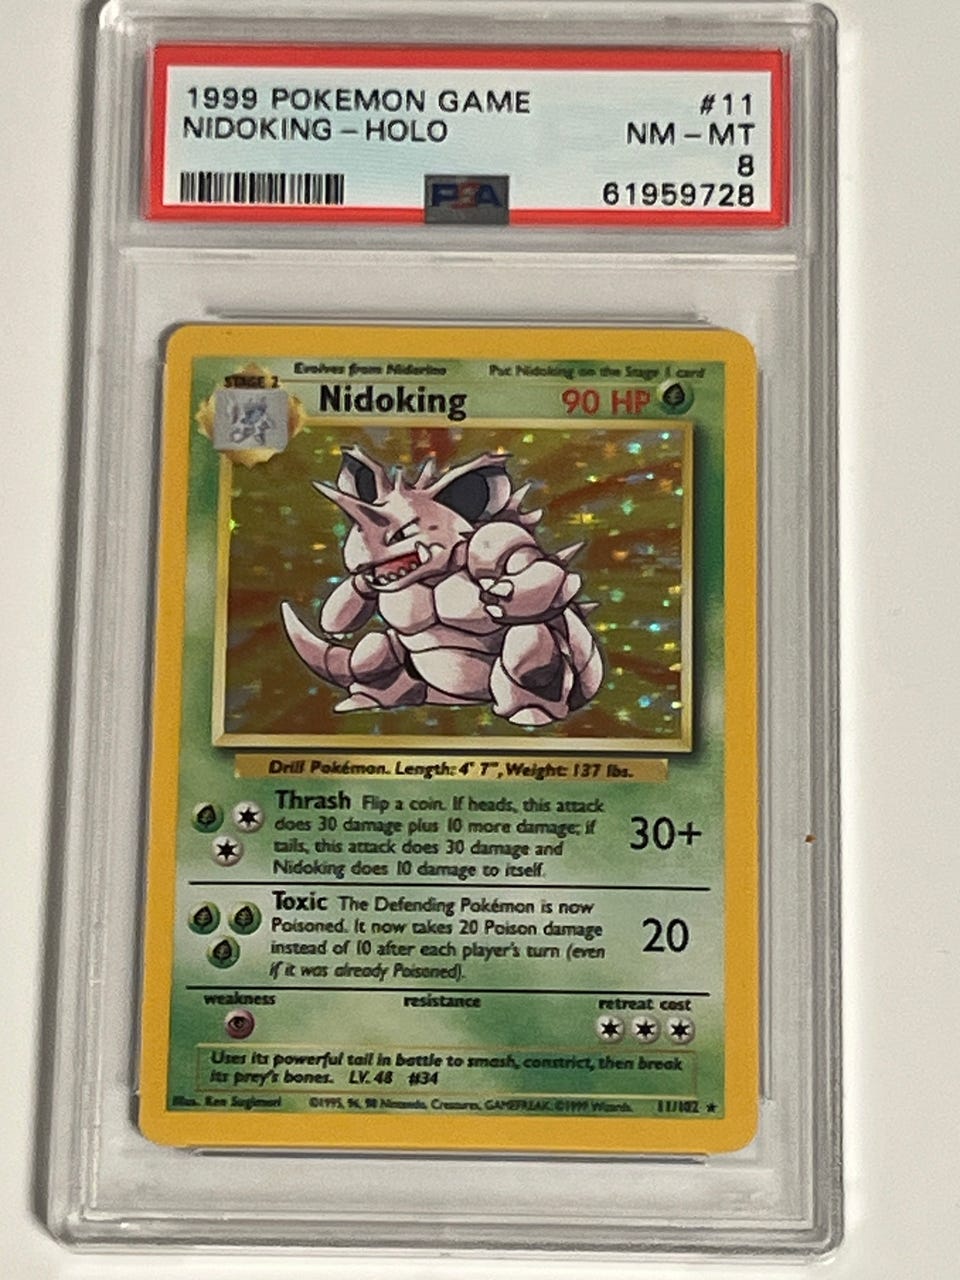 1999 POKEMON GAME #11
NIDOKING – HOLO NM – MT
8
PSA 61959728
Evolves from Nidorino Put Nidoking on the Stage 1 card
STAGE 2
Nidoking 90 HP
Drill Pokémon. Length: 4' 7", Weight: 137 lbs.
Thrash Flip a coin. If heads, this attack
does 30 damage plus 10 more damage; if
tails, this attack does 30 damage and
Nidoking does 10 damage to itself.
30+
Toxic The Defending Pokémon is now
Poisoned. It now takes 20 Poison damage
instead of 10 after each player's turn (even
if it was already Poisoned).
20
weakness resistance retreat cost
Uses its powerful tail in battle to smash, constrict, then break
its prey's bones. LV. 48 #34
Illus. Ken Sugimori ©1995, 96, 98 Nintendo, Creatures, GAMEFREAK. ©1999 Wizards. 11/102